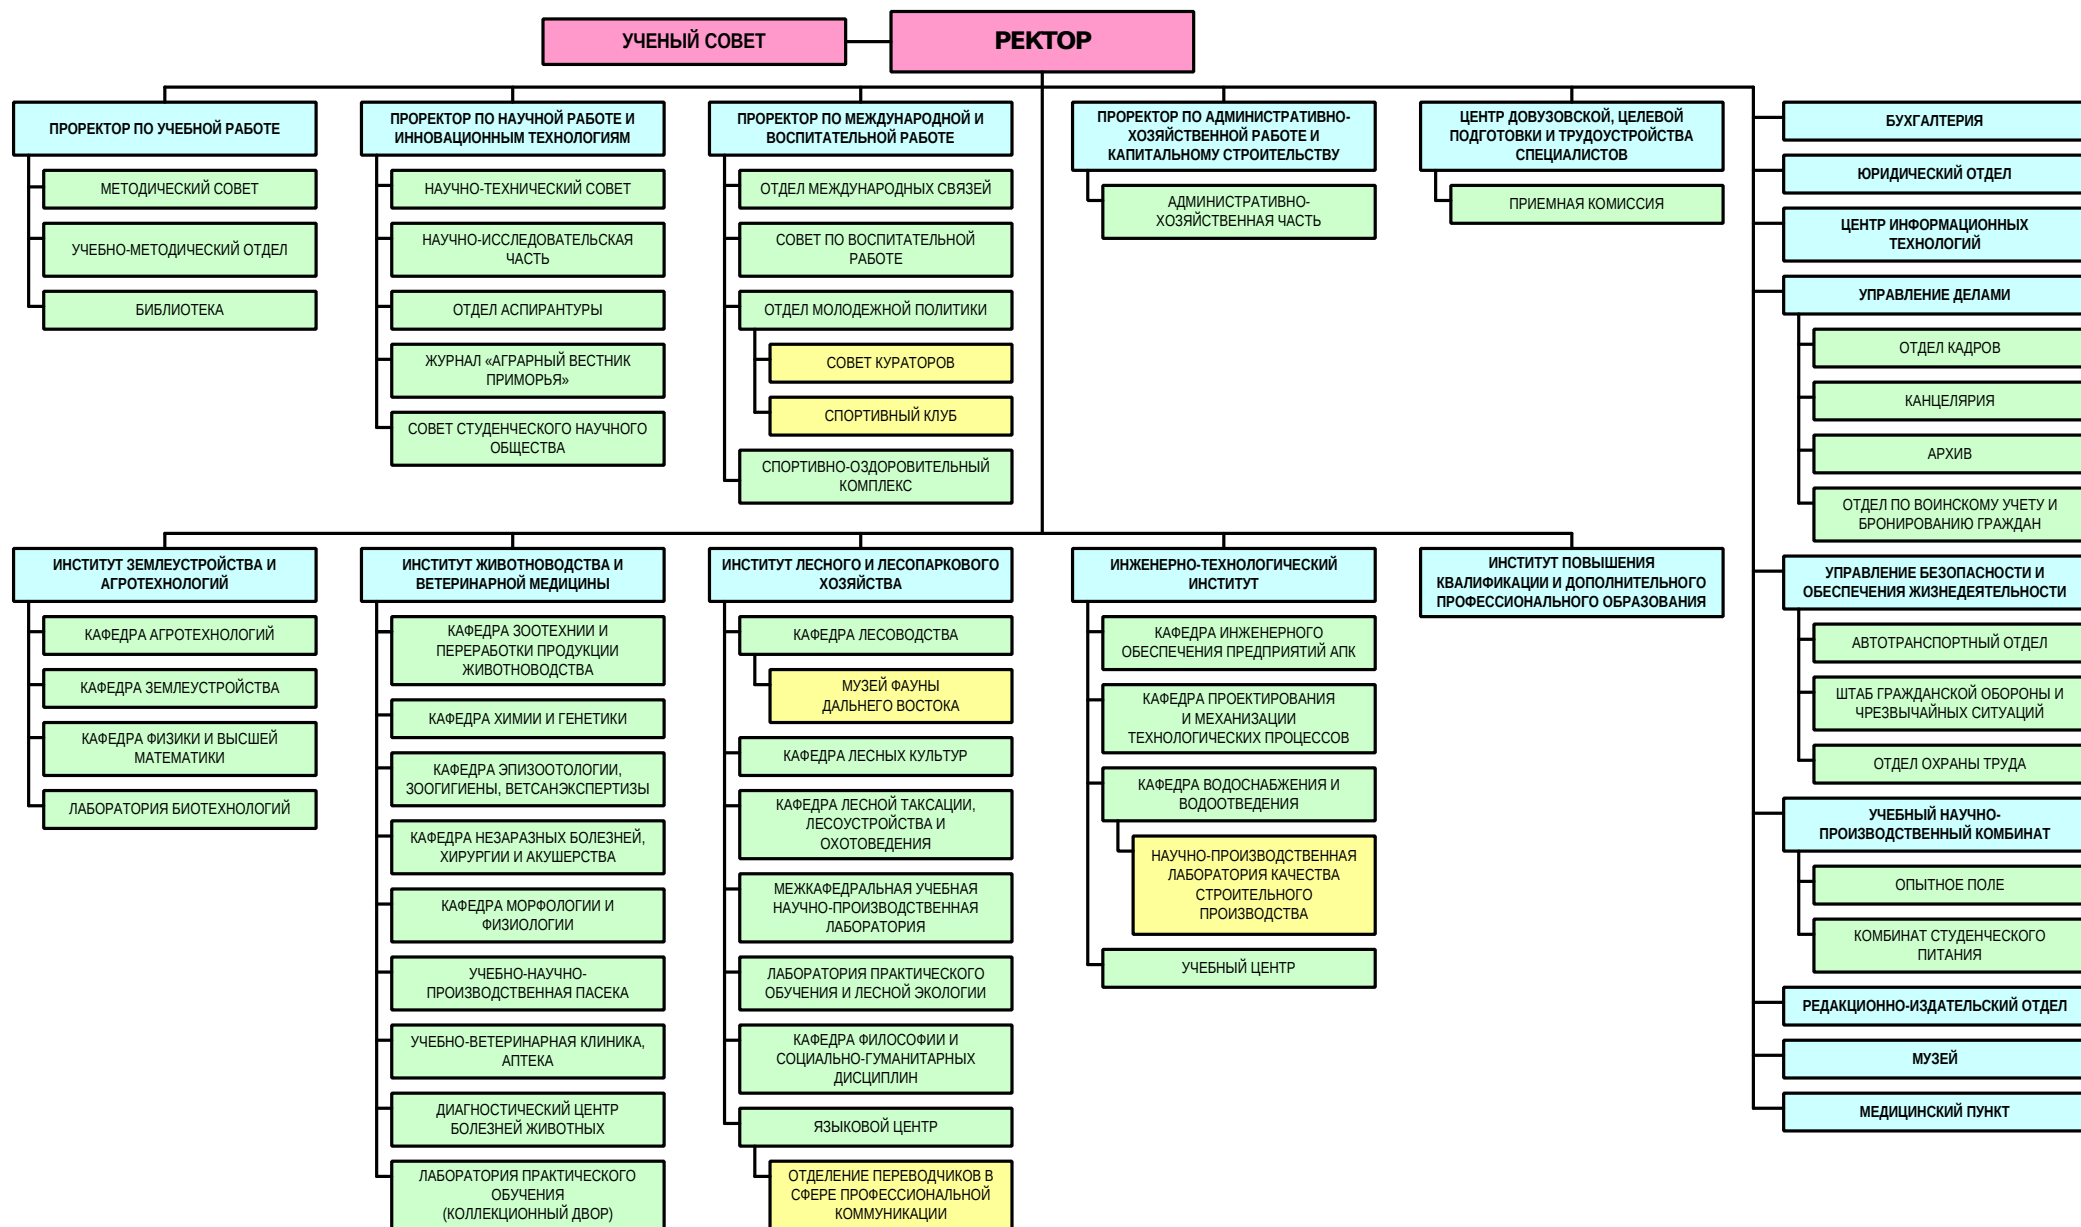 УЧЕНЫЙ СОВЕТ
РЕКТОР
ПРОРЕКТОР ПО УЧЕБНОЙ РАБОТЕ
МЕТОДИЧЕСКИЙ СОВЕТ
УЧЕБНО-МЕТОДИЧЕСКИЙ ОТДЕЛ
БИБЛИОТЕКА
ПРОРЕКТОР ПО НАУЧНОЙ РАБОТЕ И
ИННОВАЦИОННЫМ ТЕХНОЛОГИЯМ
НАУЧНО-ТЕХНИЧЕСКИЙ СОВЕТ
НАУЧНО-ИССЛЕДОВАТЕЛЬСКАЯ
ЧАСТЬ
ОТДЕЛ АСПИРАНТУРЫ
ЖУРНАЛ «АГРАРНЫЙ ВЕСТНИК
ПРИМОРЬЯ»
СОВЕТ СТУДЕНЧЕСКОГО НАУЧНОГО
ОБЩЕСТВА
ПРОРЕКТОР ПО МЕЖДУНАРОДНОЙ И
ВОСПИТАТЕЛЬНОЙ РАБОТЕ
ОТДЕЛ МЕЖДУНАРОДНЫХ СВЯЗЕЙ
СОВЕТ ПО ВОСПИТАТЕЛЬНОЙ
РАБОТЕ
ОТДЕЛ МОЛОДЕЖНОЙ ПОЛИТИКИ
СОВЕТ КУРАТОРОВ
СПОРТИВНЫЙ КЛУБ
СПОРТИВНО-ОЗДОРОВИТЕЛЬНЫЙ
КОМПЛЕКС
ПРОРЕКТОР ПО АДМИНИСТРАТИВНО-
ХОЗЯЙСТВЕННОЙ РАБОТЕ И
КАПИТАЛЬНОМУ СТРОИТЕЛЬСТВУ
АДМИНИСТРАТИВНО-
ХОЗЯЙСТВЕННАЯ ЧАСТЬ
ЦЕНТР ДОВУЗОВСКОЙ, ЦЕЛЕВОЙ
ПОДГОТОВКИ И ТРУДОУСТРОЙСТВА
СПЕЦИАЛИСТОВ
ПРИЕМНАЯ КОМИССИЯ
БУХГАЛТЕРИЯ
ЮРИДИЧЕСКИЙ ОТДЕЛ
ЦЕНТР ИНФОРМАЦИОННЫХ
ТЕХНОЛОГИЙ
УПРАВЛЕНИЕ ДЕЛАМИ
ОТДЕЛ КАДРОВ
КАНЦЕЛЯРИЯ
АРХИВ
ОТДЕЛ ПО ВОИНСКОМУ УЧЕТУ И
БРОНИРОВАНИЮ ГРАЖДАН
УПРАВЛЕНИЕ БЕЗОПАСНОСТИ И
ОБЕСПЕЧЕНИЯ ЖИЗНЕДЕЯТЕЛЬНОСТИ
АВТОТРАНСПОРТНЫЙ ОТДЕЛ
ШТАБ ГРАЖДАНСКОЙ ОБОРОНЫ И
ЧРЕЗВЫЧАЙНЫХ СИТУАЦИЙ
ОТДЕЛ ОХРАНЫ ТРУДА
УЧЕБНЫЙ НАУЧНО-
ПРОИЗВОДСТВЕННЫЙ КОМБИНАТ
ОПЫТНОЕ ПОЛЕ
КОМБИНАТ СТУДЕНЧЕСКОГО
ПИТАНИЯ
РЕДАКЦИОННО-ИЗДАТЕЛЬСКИЙ ОТДЕЛ
МУЗЕЙ
МЕДИЦИНСКИЙ ПУНКТ
ИНСТИТУТ ЗЕМЛЕУСТРОЙСТВА И
АГРОТЕХНОЛОГИЙ
КАФЕДРА АГРОТЕХНОЛОГИЙ
КАФЕДРА ЗЕМЛЕУСТРОЙСТВА
КАФЕДРА ФИЗИКИ И ВЫСШЕЙ
МАТЕМАТИКИ
ЛАБОРАТОРИЯ БИОТЕХНОЛОГИЙ
ИНСТИТУТ ЖИВОТНОВОДСТВА И
ВЕТЕРИНАРНОЙ МЕДИЦИНЫ
КАФЕДРА ЗООТЕХНИИ И
ПЕРЕРАБОТКИ ПРОДУКЦИИ
ЖИВОТНОВОДСТВА
КАФЕДРА ХИМИИ И ГЕНЕТИКИ
КАФЕДРА ЭПИЗООТОЛОГИИ,
ЗООГИГИЕНЫ, ВЕТСАНЭКСПЕРТИЗЫ
КАФЕДРА НЕЗАРАЗНЫХ БОЛЕЗНЕЙ,
ХИРУРГИИ И АКУШЕРСТВА
КАФЕДРА МОРФОЛОГИИ И
ФИЗИОЛОГИИ
УЧЕБНО-НАУЧНО-
ПРОИЗВОДСТВЕННАЯ ПАСЕКА
УЧЕБНО-ВЕТЕРИНАРНАЯ КЛИНИКА,
АПТЕКА
ДИАГНОСТИЧЕСКИЙ ЦЕНТР
БОЛЕЗНЕЙ ЖИВОТНЫХ
ЛАБОРАТОРИЯ ПРАКТИЧЕСКОГО
ОБУЧЕНИЯ
(КОЛЛЕКЦИОННЫЙ ДВОР)
ИНСТИТУТ ЛЕСНОГО И ЛЕСОПАРКОВОГО
ХОЗЯЙСТВА
КАФЕДРА ЛЕСОВОДСТВА
МУЗЕЙ ФАУНЫ
ДАЛЬНЕГО ВОСТОКА
КАФЕДРА ЛЕСНЫХ КУЛЬТУР
КАФЕДРА ЛЕСНОЙ ТАКСАЦИИ,
ЛЕСОУСТРОЙСТВА И
ОХОТОВЕДЕНИЯ
МЕЖКАФЕДРАЛЬНАЯ УЧЕБНАЯ
НАУЧНО-ПРОИЗВОДСТВЕННАЯ
ЛАБОРАТОРИЯ
ЛАБОРАТОРИЯ ПРАКТИЧЕСКОГО
ОБУЧЕНИЯ И ЛЕСНОЙ ЭКОЛОГИИ
КАФЕДРА ФИЛОСОФИИ И
СОЦИАЛЬНО-ГУМАНИТАРНЫХ
ДИСЦИПЛИН
ЯЗЫКОВОЙ ЦЕНТР
ОТДЕЛЕНИЕ ПЕРЕВОДЧИКОВ В
СФЕРЕ ПРОФЕССИОНАЛЬНОЙ
КОММУНИКАЦИИ
ИНЖЕНЕРНО-ТЕХНОЛОГИЧЕСКИЙ
ИНСТИТУТ
КАФЕДРА ИНЖЕНЕРНОГО
ОБЕСПЕЧЕНИЯ ПРЕДПРИЯТИЙ АПК
КАФЕДРА ПРОЕКТИРОВАНИЯ
И МЕХАНИЗАЦИИ
ТЕХНОЛОГИЧЕСКИХ ПРОЦЕССОВ
КАФЕДРА ВОДОСНАБЖЕНИЯ И
ВОДООТВЕДЕНИЯ
НАУЧНО-ПРОИЗВОДСТВЕННАЯ
ЛАБОРАТОРИЯ КАЧЕСТВА
СТРОИТЕЛЬНОГО
ПРОИЗВОДСТВА
УЧЕБНЫЙ ЦЕНТР
ИНСТИТУТ ПОВЫШЕНИЯ
КВАЛИФИКАЦИИ И ДОПОЛНИТЕЛЬНОГО
ПРОФЕССИОНАЛЬНОГО ОБРАЗОВАНИЯ